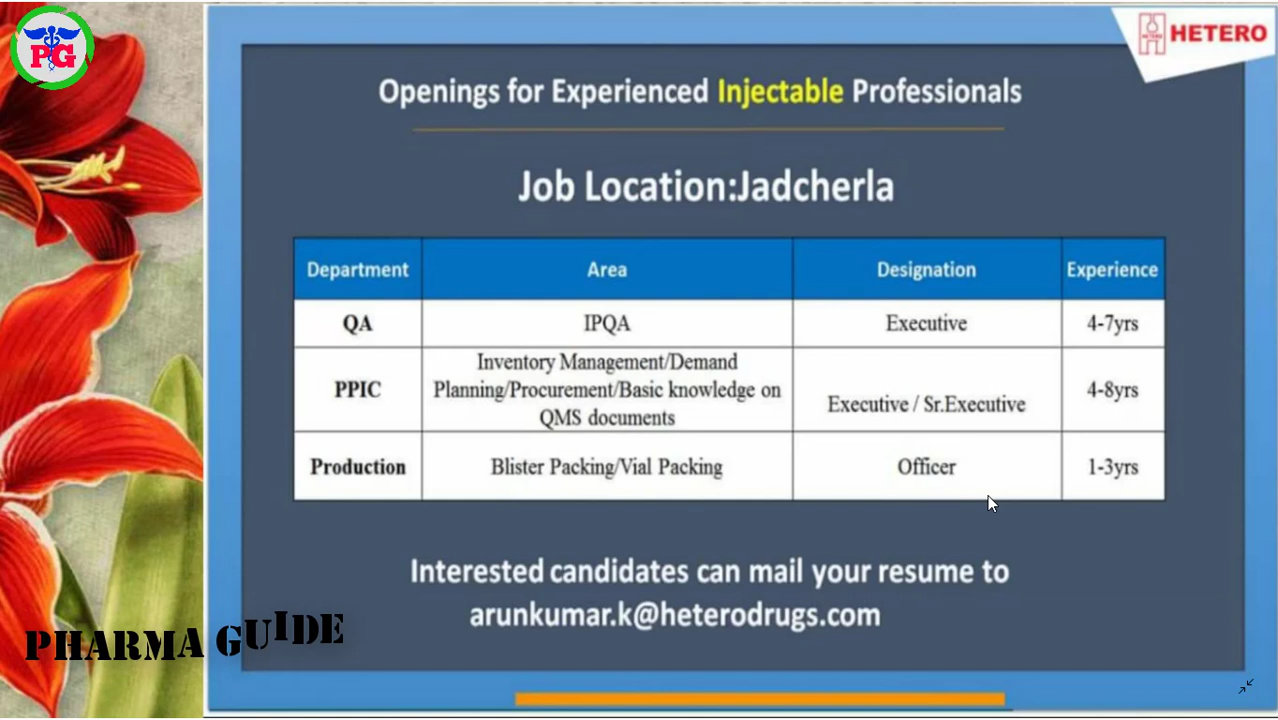 PG
HETERO
HETERO
Openings for Experienced Injectable Professionals
Job Location:Jadcherla
Department Area Designation Experience
QA IPQA Executive 4-7yrs
PPIC Inventory Management/Demand Planning/Procurement/Basic knowledge on QMS documents Executive / Sr.Executive 4-8yrs
Production Blister Packing/Vial Packing Officer 1-3yrs
Interested candidates can mail your resume to
arunkumar.k@heterodrugs.com
PHARMA GUIDE